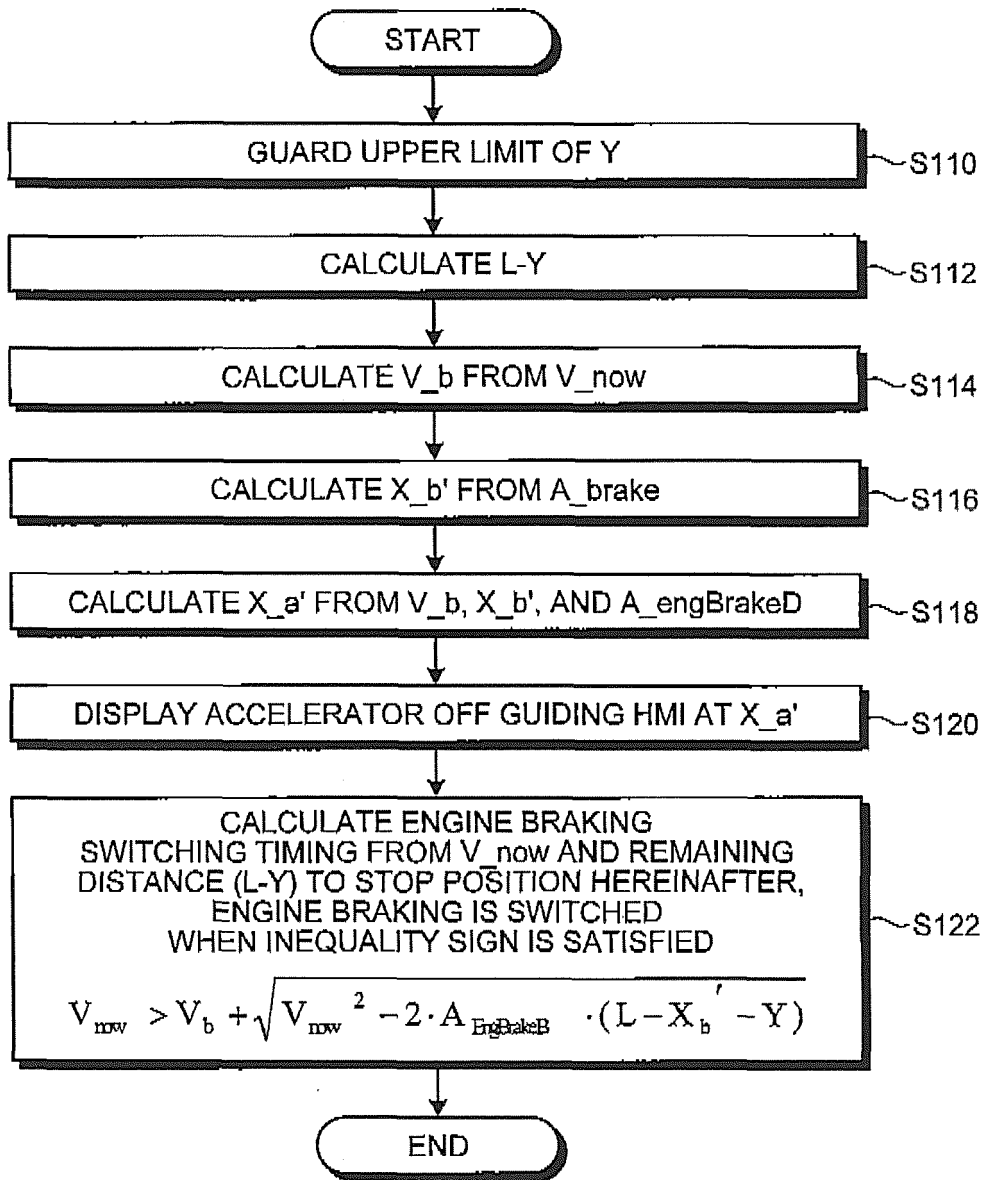 START
GUARD UPPER LIMIT OF Y
S110
CALCULATE L-Y
S112
CALCULATE V_b FROM V_now
S114
CALCULATE X_b' FROM A_brake
S116
CALCULATE X_a' FROM V_b, X_b', AND A_engBrakeD
S118
DISPLAY ACCELERATOR OFF GUIDING HMI AT X_a'
S120
CALCULATE ENGINE BRAKING
SWITCHING TIMING FROM V_now AND REMAINING
DISTANCE (L-Y) TO STOP POSITION HEREINAFTER,
ENGINE BRAKING IS SWITCHED
WHEN INEQUALITY SIGN IS SATISFIED
S122
V_now > V_b + √(V_now² - 2 · A_EngBrakeB · (L - X_b' - Y))
END